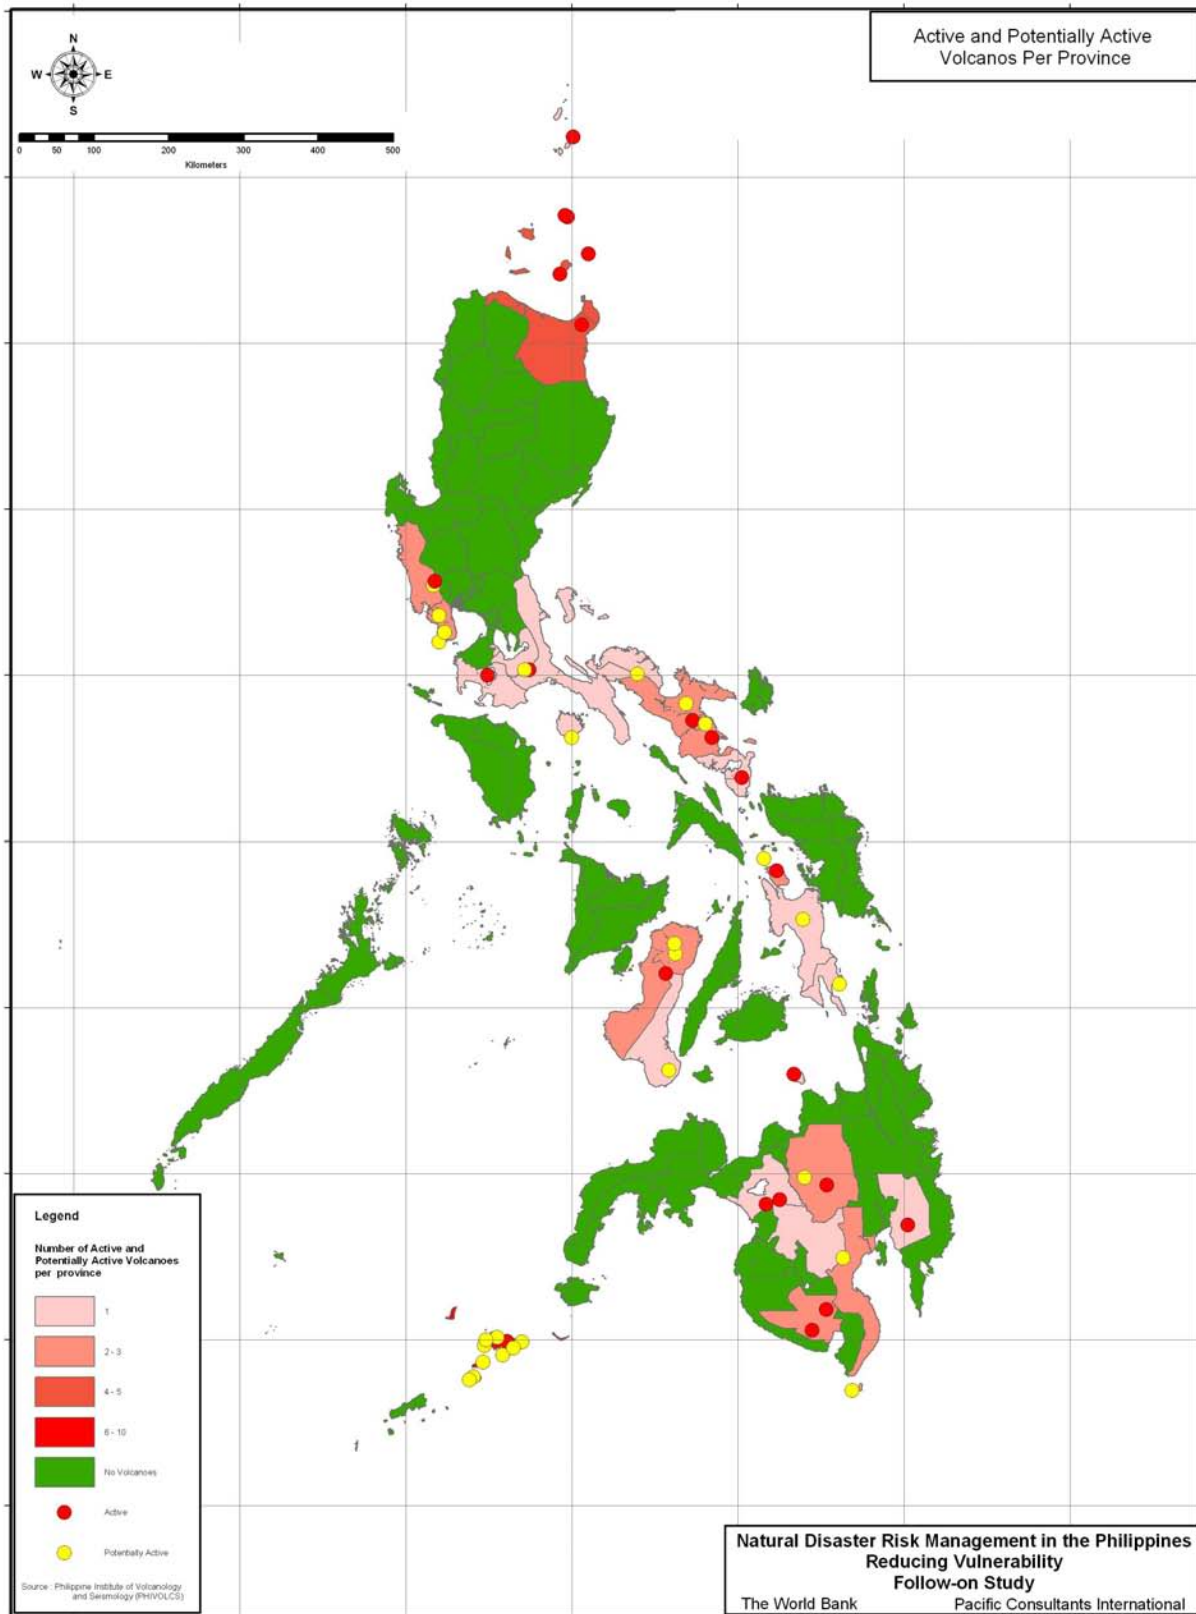 Active and Potentially Active
Volcanos Per Province
N
W E
S
0 50 100 200 300 400 500
Kilometers
Legend
Number of Active and
Potentially Active Volcanoes
per province
1
2 - 3
4 - 5
6 - 10
No Volcanoes
Active
Potentially Active
Source : Philippine Institute of Volcanology
and Seismology (PHIVOLCS)
Natural Disaster Risk Management in the Philippines
Reducing Vulnerability
Follow-on Study
The World Bank Pacific Consultants International